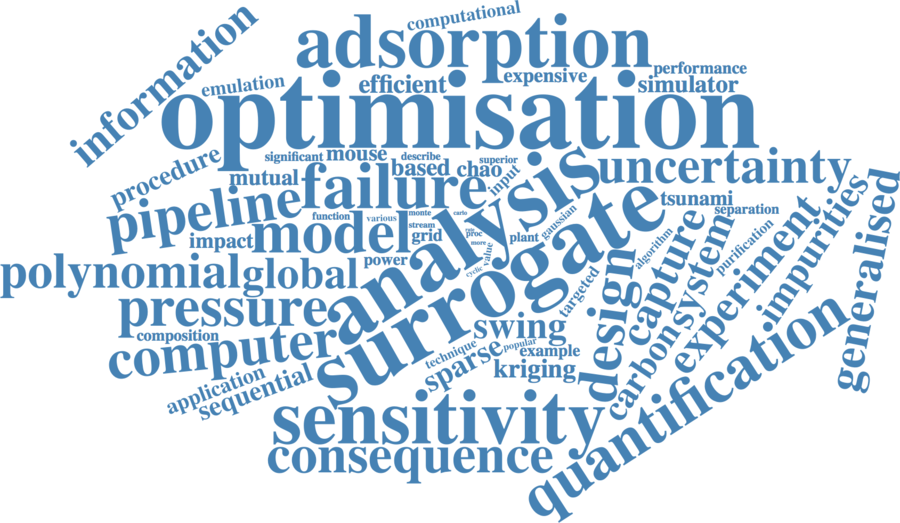 computational
adsorption
information
emulation
efficient
expensive
performance
simulator
optimisation
significant
mouse
describe
superior
procedure
mutual
based
chao
input
uncertainty
failure
analysis
tsunami
pipeline
function
various
monte
carlo
gaussian
separation
impact
model
stream
grid
rate
proc
more
plant
algorithm
purification
power
value
cyclic
surrogate
polynomial
global
targeted
design
capture
carbon
system
experiment
impurities
generalised
pressure
swing
composition
computer
technique
popular
example
sparse
kriging
application
sequential
sensitivity
quantification
consequence